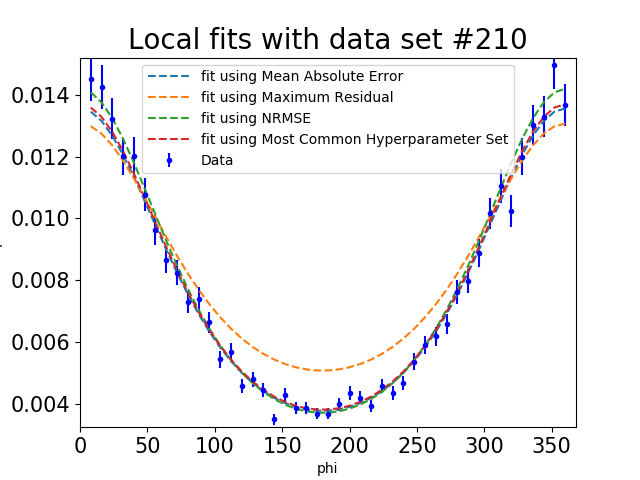 Local fits with data set #210
fit using Mean Absolute Error
fit using Maximum Residual
fit using NRMSE
fit using Most Common Hyperparameter Set
Data
0.014
0.012
0.010
0.008
0.006
0.004
0 50 100 150 200 250 300 350
phi